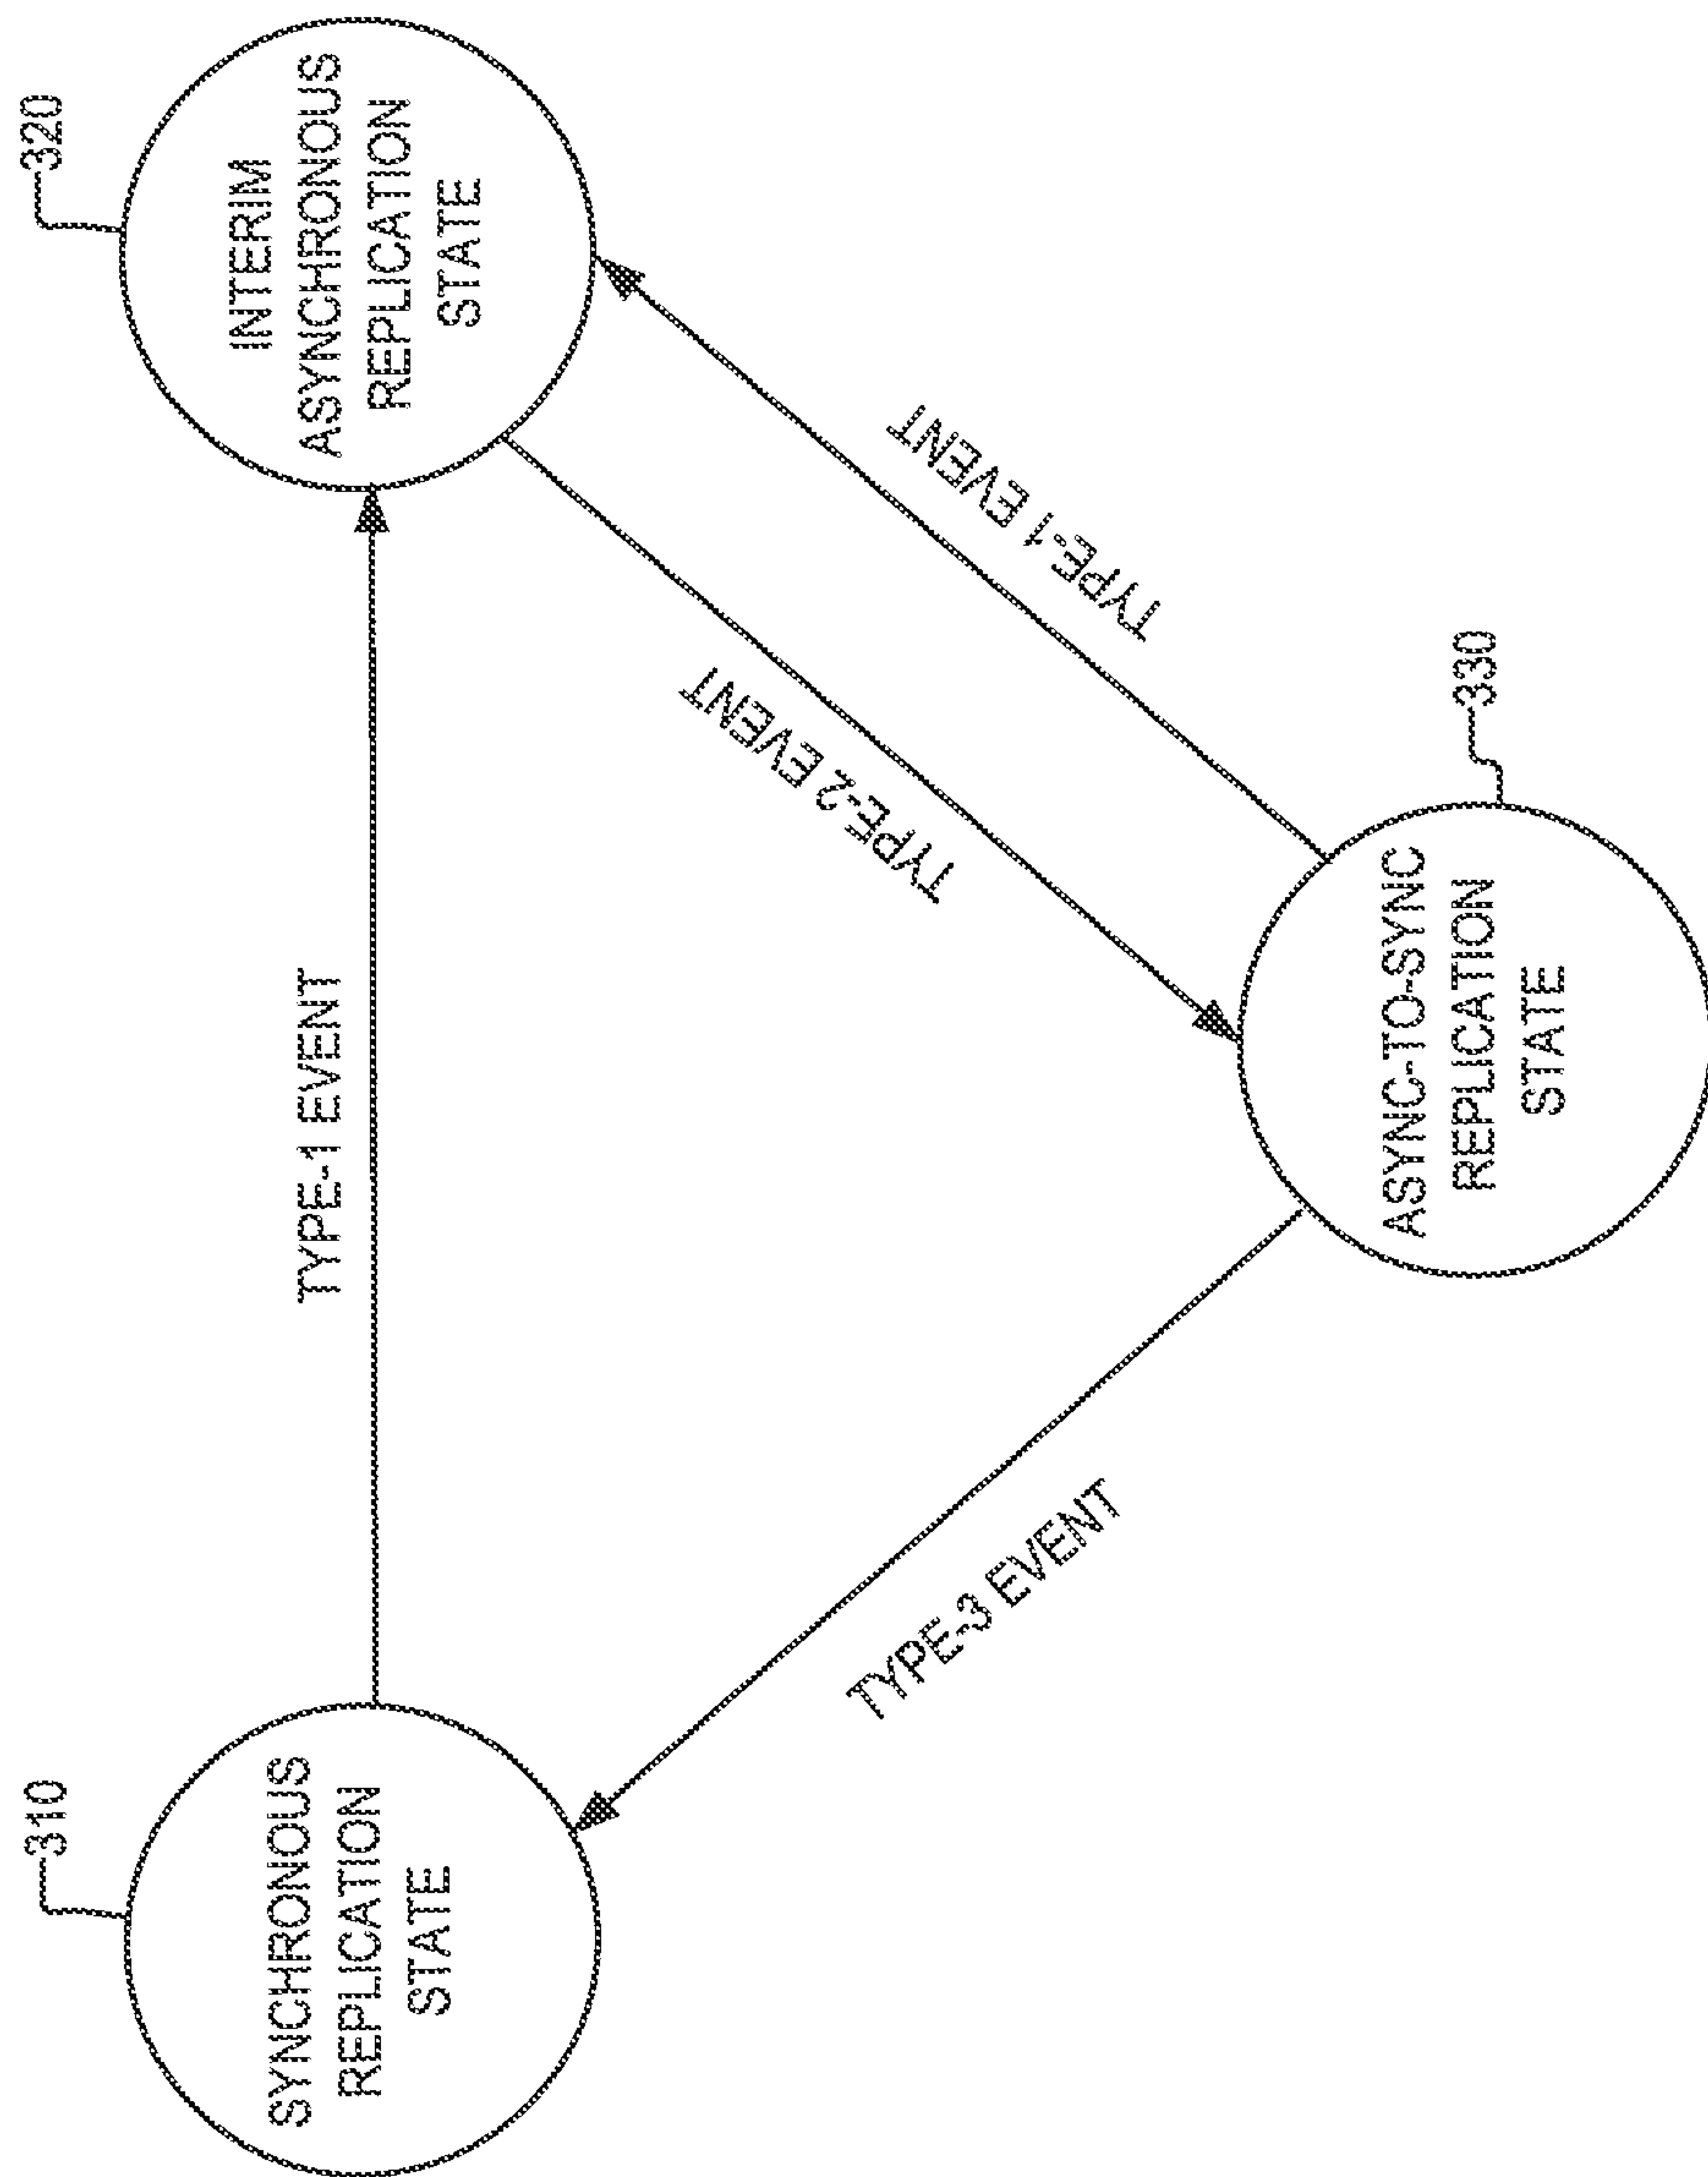 310
SYNCHRONOUS
REPLICATION
STATE
TYPE-1 EVENT
320
INTERIM
ASYNCHRONOUS
REPLICATION
STATE
TYPE-2 EVENT
TYPE-1 EVENT
TYPE-3 EVENT
330
ASYNC-TO-SYNC
REPLICATION
STATE